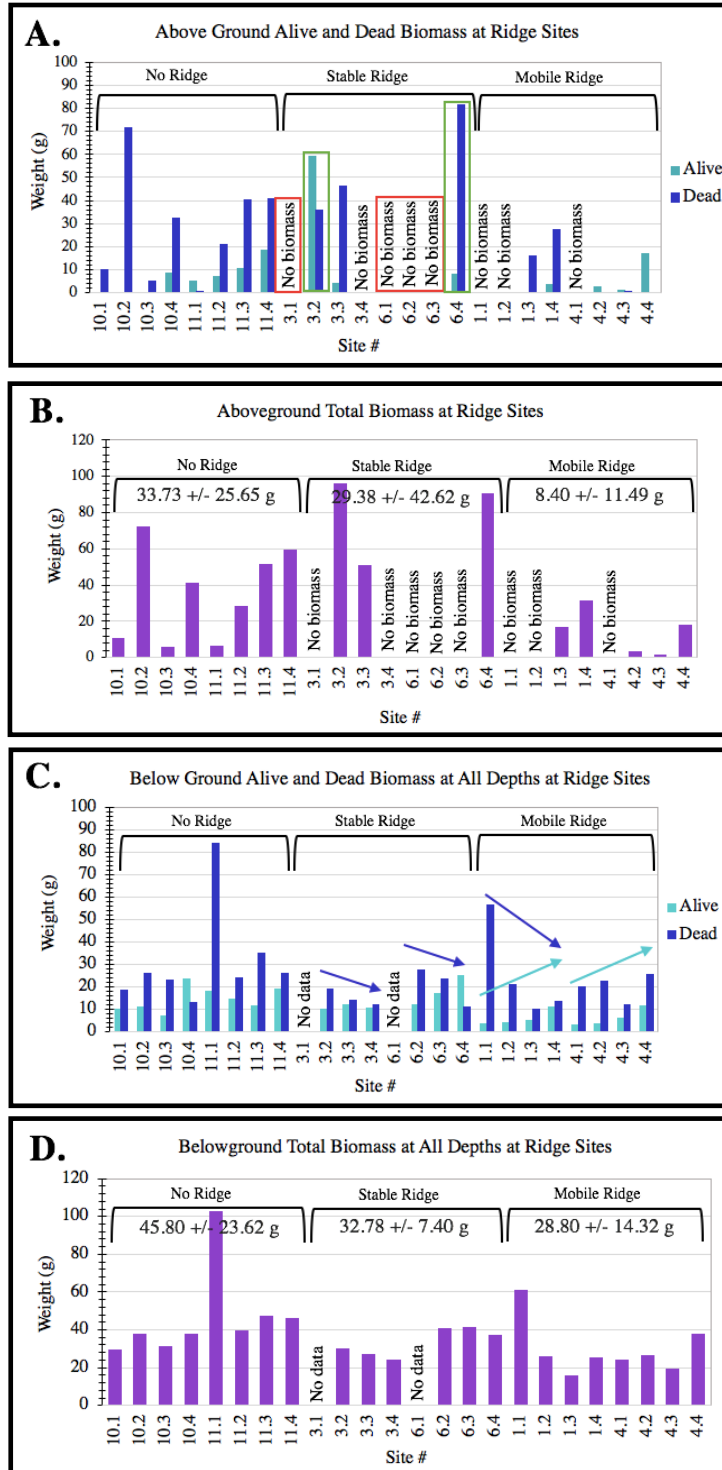 A.
Above Ground Alive and Dead Biomass at Ridge Sites
100
90
80
70
60
50
40
30
20
10
0
Weight (g)
No Ridge
Stable Ridge
Mobile Ridge
No biomass
No biomass
No biomass
No biomass
No biomass
No biomass
No biomass
No biomass
Alive
Dead
10.1 10.2 10.3 10.4 11.1 11.2 11.3 11.4 3.1 3.2 3.3 3.4 6.1 6.2 6.3 6.4 1.1 1.2 1.3 1.4 4.1 4.2 4.3 4.4
Site #
B.
Aboveground Total Biomass at Ridge Sites
120
100
80
60
40
20
0
Weight (g)
No Ridge
Stable Ridge
Mobile Ridge
33.73 +/- 25.65 g
29.38 +/- 42.62 g
8.40 +/- 11.49 g
No biomass
No biomass
No biomass
No biomass
No biomass
No biomass
No biomass
No biomass
10.1 10.2 10.3 10.4 11.1 11.2 11.3 11.4 3.1 3.2 3.3 3.4 6.1 6.2 6.3 6.4 1.1 1.2 1.3 1.4 4.1 4.2 4.3 4.4
Site #
C.
Below Ground Alive and Dead Biomass at All Depths at Ridge Sites
100
90
80
70
60
50
40
30
20
10
0
Weight (g)
No Ridge
Stable Ridge
Mobile Ridge
No data
No data
Alive
Dead
10.1 10.2 10.3 10.4 11.1 11.2 11.3 11.4 3.1 3.2 3.3 3.4 6.1 6.2 6.3 6.4 1.1 1.2 1.3 1.4 4.1 4.2 4.3 4.4
Site #
D.
Belowground Total Biomass at All Depths at Ridge Sites
120
100
80
60
40
20
0
Weight (g)
No Ridge
Stable Ridge
Mobile Ridge
45.80 +/- 23.62 g
32.78 +/- 7.40 g
28.80 +/- 14.32 g
No data
No data
10.1 10.2 10.3 10.4 11.1 11.2 11.3 11.4 3.1 3.2 3.3 3.4 6.1 6.2 6.3 6.4 1.1 1.2 1.3 1.4 4.1 4.2 4.3 4.4
Site #